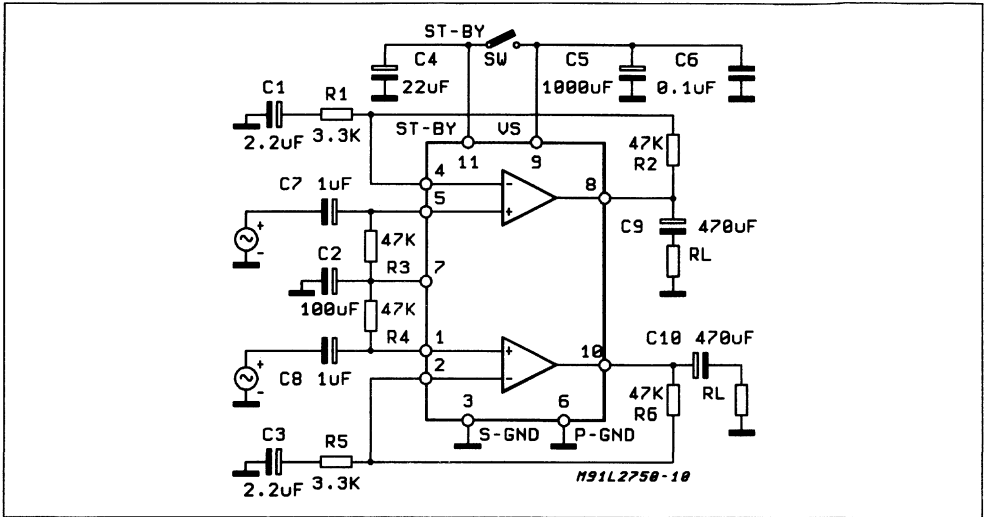 ST-BY
SW
C4
22uF
C5
1000uF
C6
0.1uF
C1
2.2uF
R1
3.3K
ST-BY
VS
11
9
47K
R2
4
5
8
C7 1uF
+
-
-
+
47K
R3
C2
100uF
7
C9
470uF
RL
47K
R4
1
2
+
-
10
C8 1uF
+
-
C10 470uF
RL
47K
R6
3
6
S-GND
P-GND
C3
2.2uF
R5
3.3K
M91L2750-10